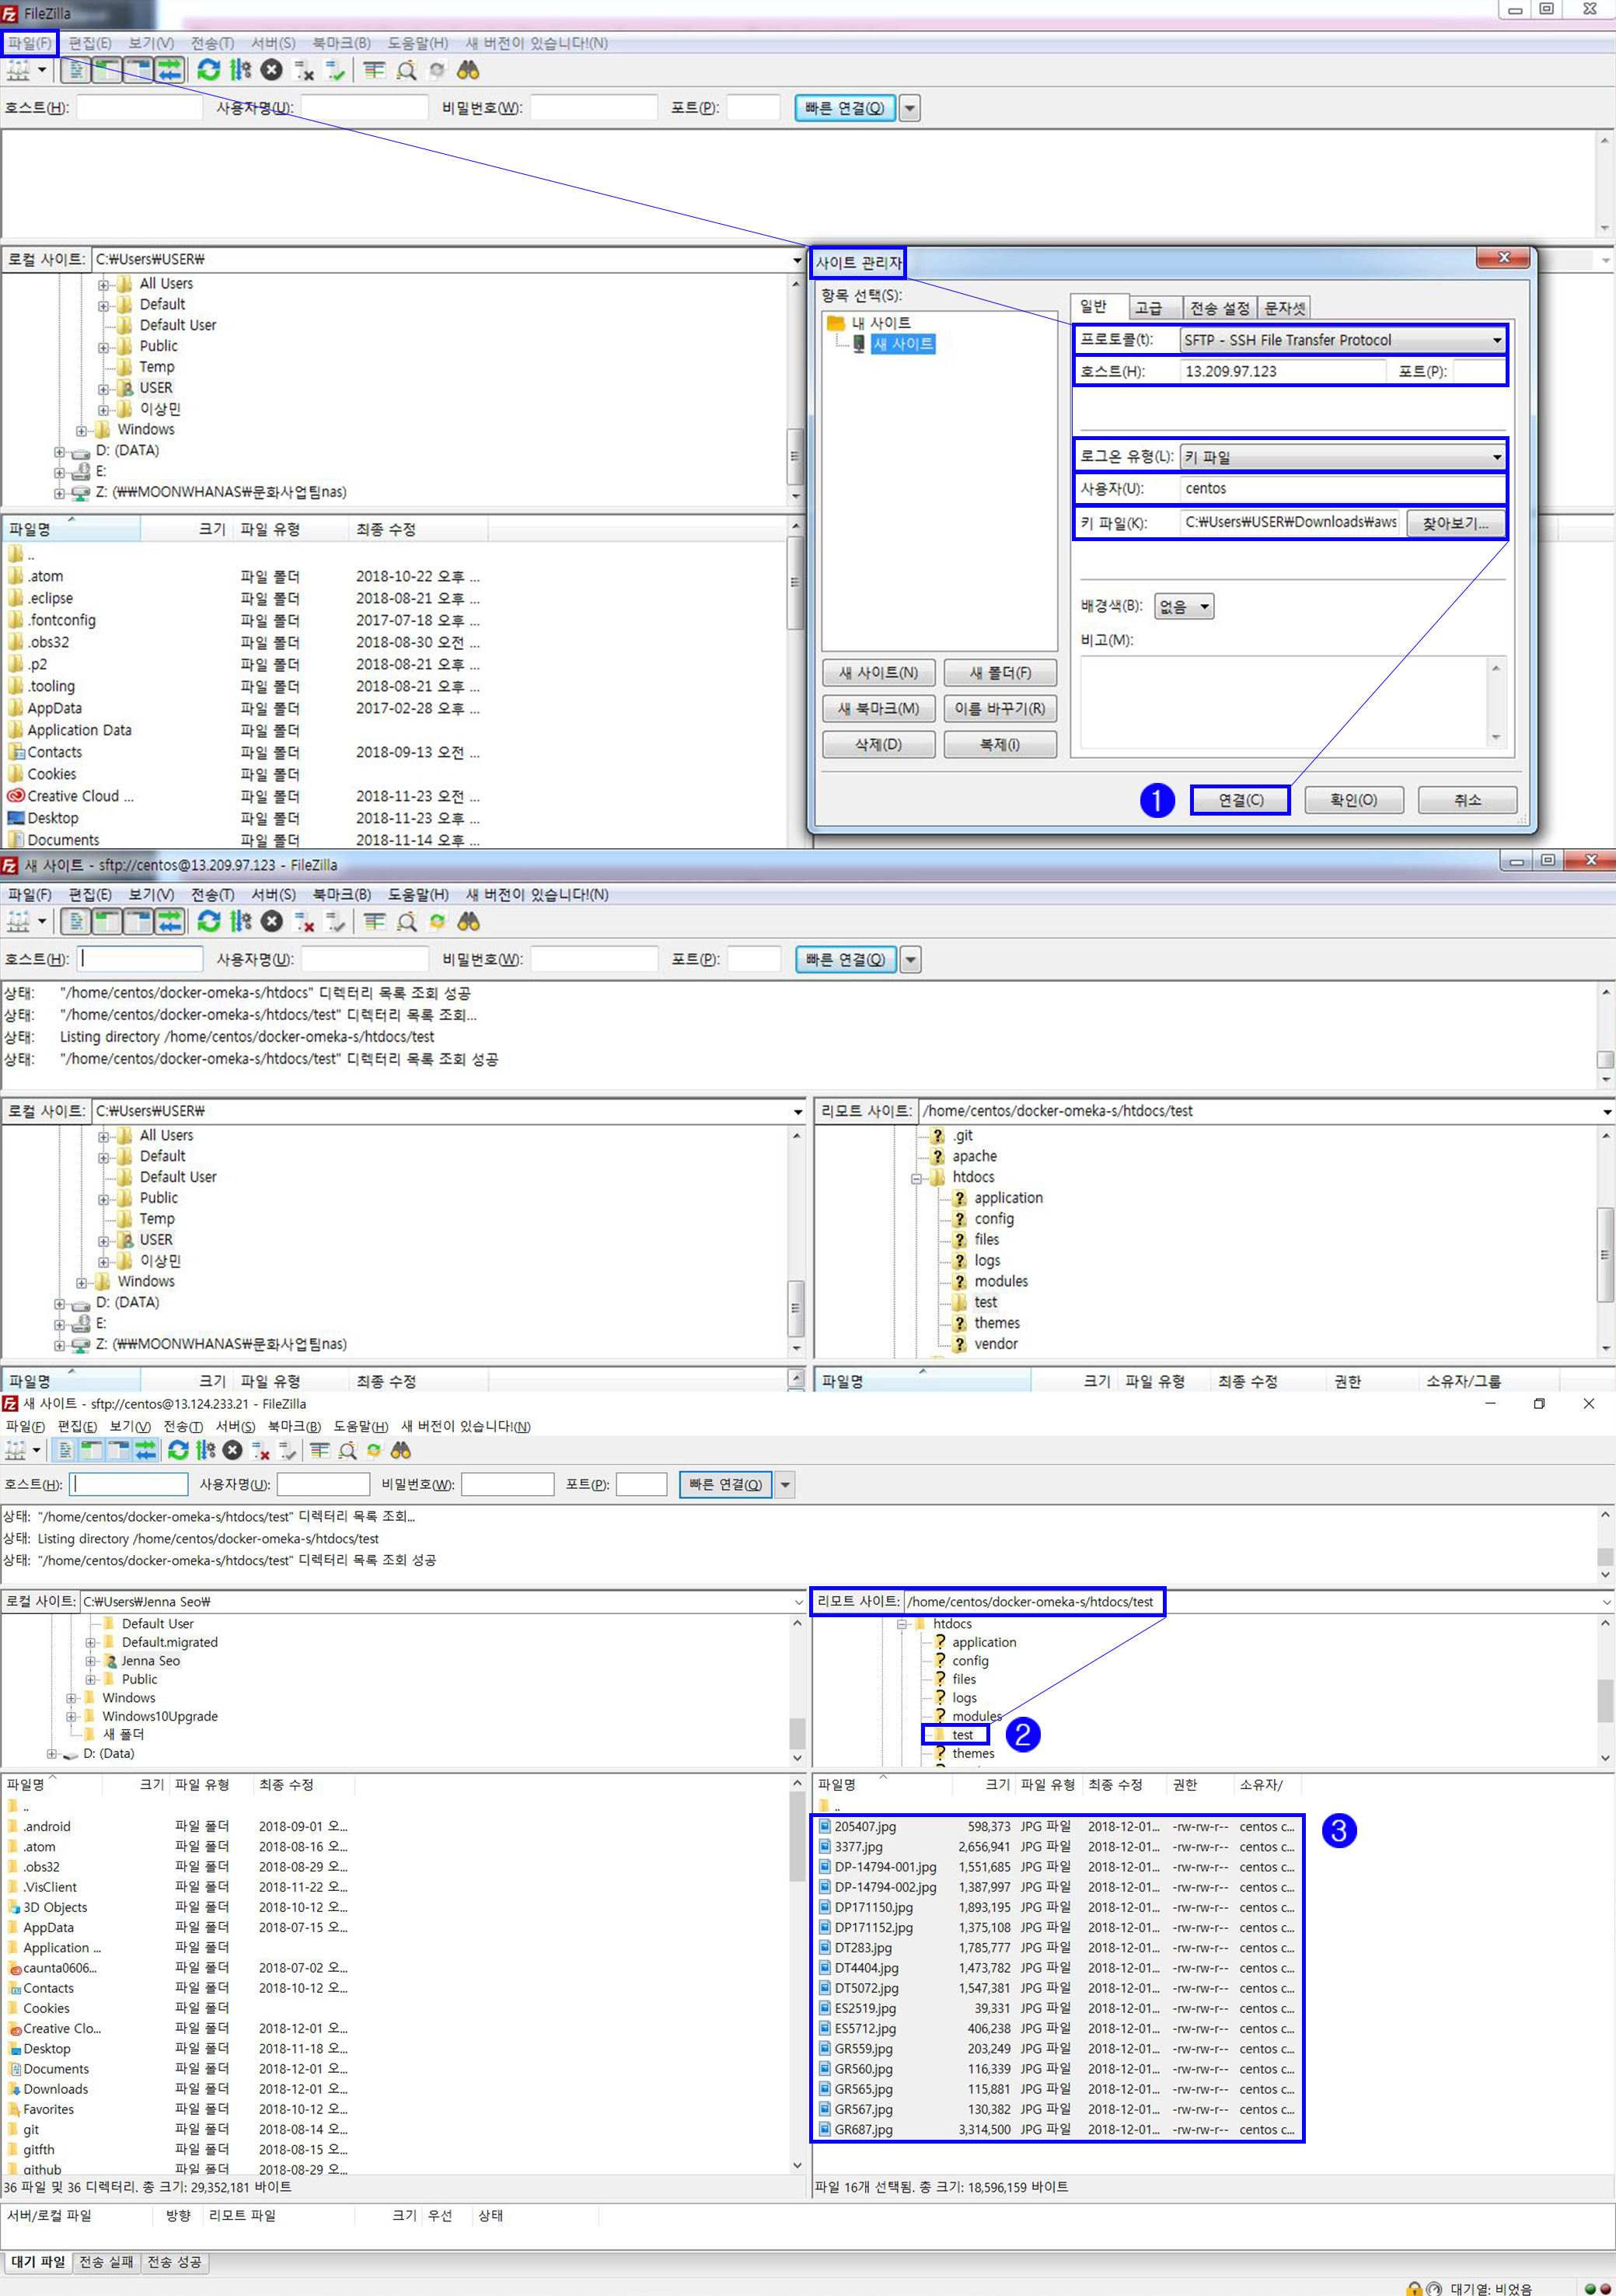 FileZilla
파일(F) 편집(E) 보기(V) 전송(T) 서버(S) 북마크(B) 도움말(H) 새 버전이 있습니다!(N)
호스트(H): 사용자명(U): 비밀번호(W): 포트(P): 빠른 연결(Q)
로컬 사이트: C:₩Users₩USER₩
All Users
Default
Default User
Public
Temp
USER
이상민
Windows
D: (DATA)
E:
Z: (₩₩MOONWHANAS₩문화사업팀nas)
파일명 크기 파일 유형 최종 수정
..
.atom 파일 폴더 2018-10-22 오후 ...
.eclipse 파일 폴더 2018-08-21 오후 ...
.fontconfig 파일 폴더 2017-07-18 오후 ...
.obs32 파일 폴더 2018-08-30 오전 ...
.p2 파일 폴더 2018-08-21 오후 ...
.tooling 파일 폴더 2018-08-21 오후 ...
AppData 파일 폴더 2017-02-28 오후 ...
Application Data 파일 폴더
Contacts 파일 폴더 2018-09-13 오전 ...
Cookies 파일 폴더
Creative Cloud ... 파일 폴더 2018-11-23 오전 ...
Desktop 파일 폴더 2018-11-23 오후 ...
Documents 파일 폴더 2018-11-14 오후 ...
사이트 관리자
항목 선택(S):
내 사이트
새 사이트
새 사이트(N) 새 폴더(F)
새 북마크(M) 이름 바꾸기(R)
삭제(D) 복제(I)
일반 고급 전송 설정 문자셋
프로토콜(t): SFTP - SSH File Transfer Protocol
호스트(H): 13.209.97.123 포트(P):
로그온 유형(L): 키 파일
사용자(U): centos
키 파일(K): C:₩Users₩USER₩Downloads₩aws 찾아보기...
배경색(B): 없음
비고(M):
1 연결(C) 확인(O) 취소
새 사이트 - sftp://centos@13.209.97.123 - FileZilla
파일(F) 편집(E) 보기(V) 전송(T) 서버(S) 북마크(B) 도움말(H) 새 버전이 있습니다!(N)
호스트(H): 사용자명(U): 비밀번호(W): 포트(P): 빠른 연결(Q)
상태: "/home/centos/docker-omeka-s/htdocs" 디렉터리 목록 조회 성공
상태: "/home/centos/docker-omeka-s/htdocs/test" 디렉터리 목록 조회...
상태: Listing directory /home/centos/docker-omeka-s/htdocs/test
상태: "/home/centos/docker-omeka-s/htdocs/test" 디렉터리 목록 조회 성공
로컬 사이트: C:₩Users₩USER₩
All Users
Default
Default User
Public
Temp
USER
이상민
Windows
D: (DATA)
E:
Z: (₩₩MOONWHANAS₩문화사업팀nas)
파일명 크기 파일 유형 최종 수정
리모트 사이트: /home/centos/docker-omeka-s/htdocs/test
.git
apache
htdocs
application
config
files
logs
modules
test
themes
vendor
파일명 크기 파일 유형 최종 수정 권한 소유자/그룹
새 사이트 - sftp://centos@13.124.233.21 - FileZilla
파일(F) 편집(E) 보기(V) 전송(T) 서버(S) 북마크(B) 도움말(H) 새 버전이 있습니다!(N)
호스트(H): 사용자명(U): 비밀번호(W): 포트(P): 빠른 연결(Q)
상태: "/home/centos/docker-omeka-s/htdocs/test" 디렉터리 목록 조회...
상태: Listing directory /home/centos/docker-omeka-s/htdocs/test
상태: "/home/centos/docker-omeka-s/htdocs/test" 디렉터리 목록 조회 성공
로컬 사이트: C:₩Users₩Jenna Seo₩
Default User
Default.migrated
Jenna Seo
Public
Windows
Windows10Upgrade
새 폴더
D: (Data)
리모트 사이트: /home/centos/docker-omeka-s/htdocs/test
htdocs
application
config
files
logs
modules
test 2
themes
파일명 크기 파일 유형 최종 수정
..
.android 파일 폴더 2018-09-01 오...
.atom 파일 폴더 2018-08-16 오...
.obs32 파일 폴더 2018-08-29 오...
.VisClient 파일 폴더 2018-11-22 오...
3D Objects 파일 폴더 2018-10-12 오...
AppData 파일 폴더 2018-07-15 오...
Application ... 파일 폴더
caunta0606... 파일 폴더 2018-07-02 오...
Contacts 파일 폴더 2018-10-12 오...
Cookies 파일 폴더
Creative Clo... 파일 폴더 2018-12-01 오...
Desktop 파일 폴더 2018-11-18 오...
Documents 파일 폴더 2018-12-01 오...
Downloads 파일 폴더 2018-12-01 오...
Favorites 파일 폴더 2018-10-12 오...
git 파일 폴더 2018-08-14 오...
gitfth 파일 폴더 2018-08-15 오...
github 파일 폴더 2018-08-29 오...
36 파일 및 36 디렉터리. 총 크기: 29,352,181 바이트
파일명 크기 파일 유형 최종 수정 권한 소유자/
..
205407.jpg 598,373 JPG 파일 2018-12-01... -rw-rw-r-- centos c... 3
3377.jpg 2,656,941 JPG 파일 2018-12-01... -rw-rw-r-- centos c...
DP-14794-001.jpg 1,551,685 JPG 파일 2018-12-01... -rw-rw-r-- centos c...
DP-14794-002.jpg 1,387,997 JPG 파일 2018-12-01... -rw-rw-r-- centos c...
DP171150.jpg 1,893,195 JPG 파일 2018-12-01... -rw-rw-r-- centos c...
DP171152.jpg 1,375,108 JPG 파일 2018-12-01... -rw-rw-r-- centos c...
DT283.jpg 1,785,777 JPG 파일 2018-12-01... -rw-rw-r-- centos c...
DT4404.jpg 1,473,782 JPG 파일 2018-12-01... -rw-rw-r-- centos c...
DT5072.jpg 1,547,381 JPG 파일 2018-12-01... -rw-rw-r-- centos c...
ES2519.jpg 39,331 JPG 파일 2018-12-01... -rw-rw-r-- centos c...
ES5712.jpg 406,238 JPG 파일 2018-12-01... -rw-rw-r-- centos c...
GR559.jpg 203,249 JPG 파일 2018-12-01... -rw-rw-r-- centos c...
GR560.jpg 116,339 JPG 파일 2018-12-01... -rw-rw-r-- centos c...
GR565.jpg 115,881 JPG 파일 2018-12-01... -rw-rw-r-- centos c...
GR567.jpg 130,382 JPG 파일 2018-12-01... -rw-rw-r-- centos c...
GR687.jpg 3,314,500 JPG 파일 2018-12-01... -rw-rw-r-- centos c...
파일 16개 선택됨. 총 크기: 18,596,159 바이트
서버/로컬 파일 방향 리모트 파일 크기 우선 상태
대기 파일 전송 실패 전송 성공
대기열: 비었음